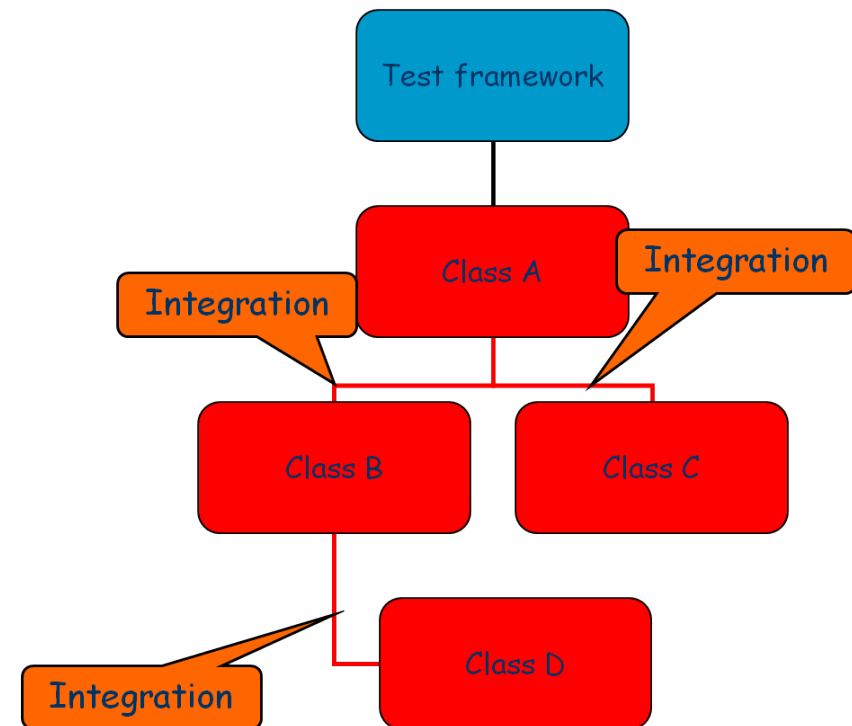 Test framework
Class A
Integration
Integration
Class B
Class C
Class D
Integration